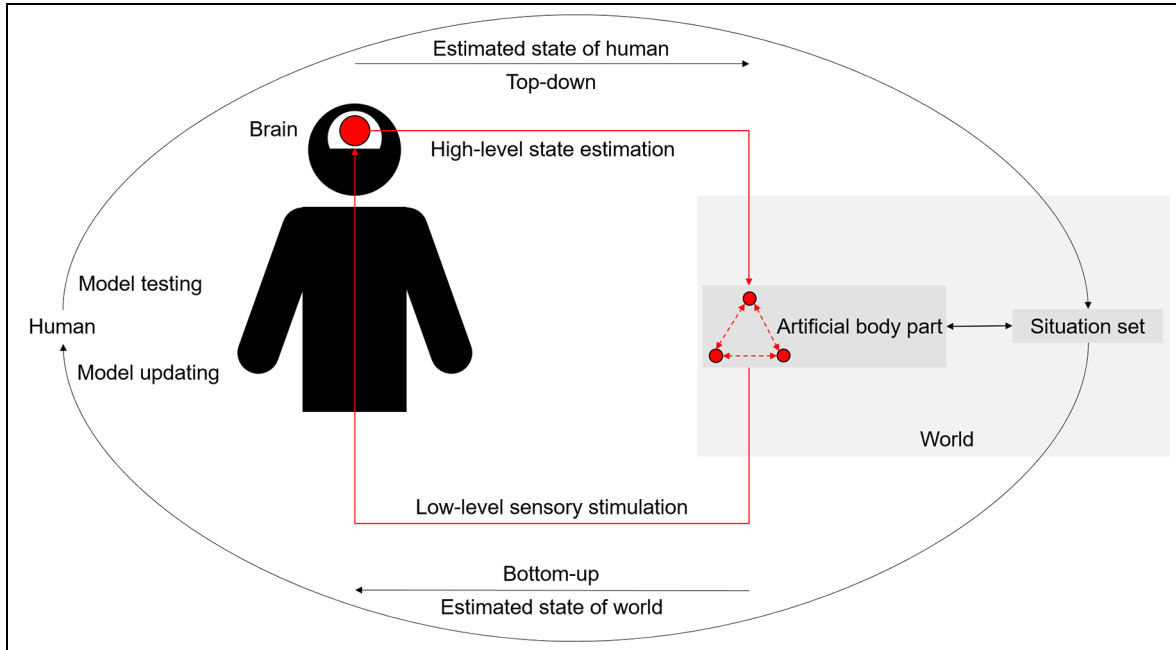 Estimated state of human
Top-down
Brain
High-level state estimation
Model testing
Human
Model updating
Artificial body part
Situation set
World
Low-level sensory stimulation
Bottom-up
Estimated state of world